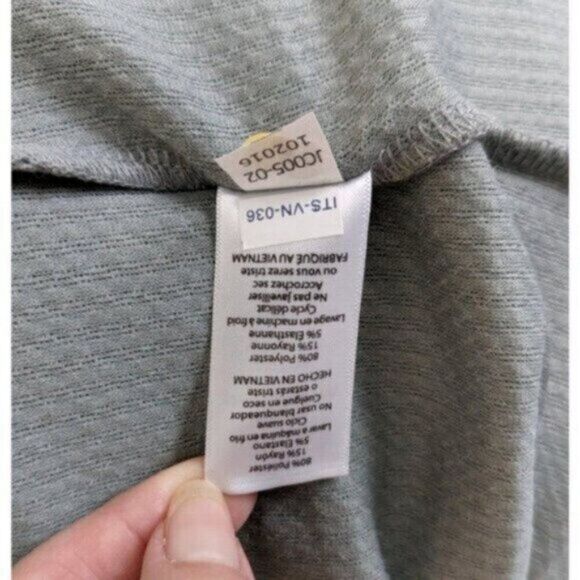 80% Poliéster
15% Rayón
5% Elastano
Lavar a máquina en frío
Ciclo suave
No usar blanqueador
Cuelgue en seco
o estarás triste
HECHO EN VIETNAM
80% Polyester
15% Rayonne
5% Elasthanne
Lavage en machine à froid
Cycle délicat
Ne pas javelliser
Accrochez sec
ou vous serez triste
FABRIQUÉ AU VIETNAM
ITS-VN-036
JC005-02
102016